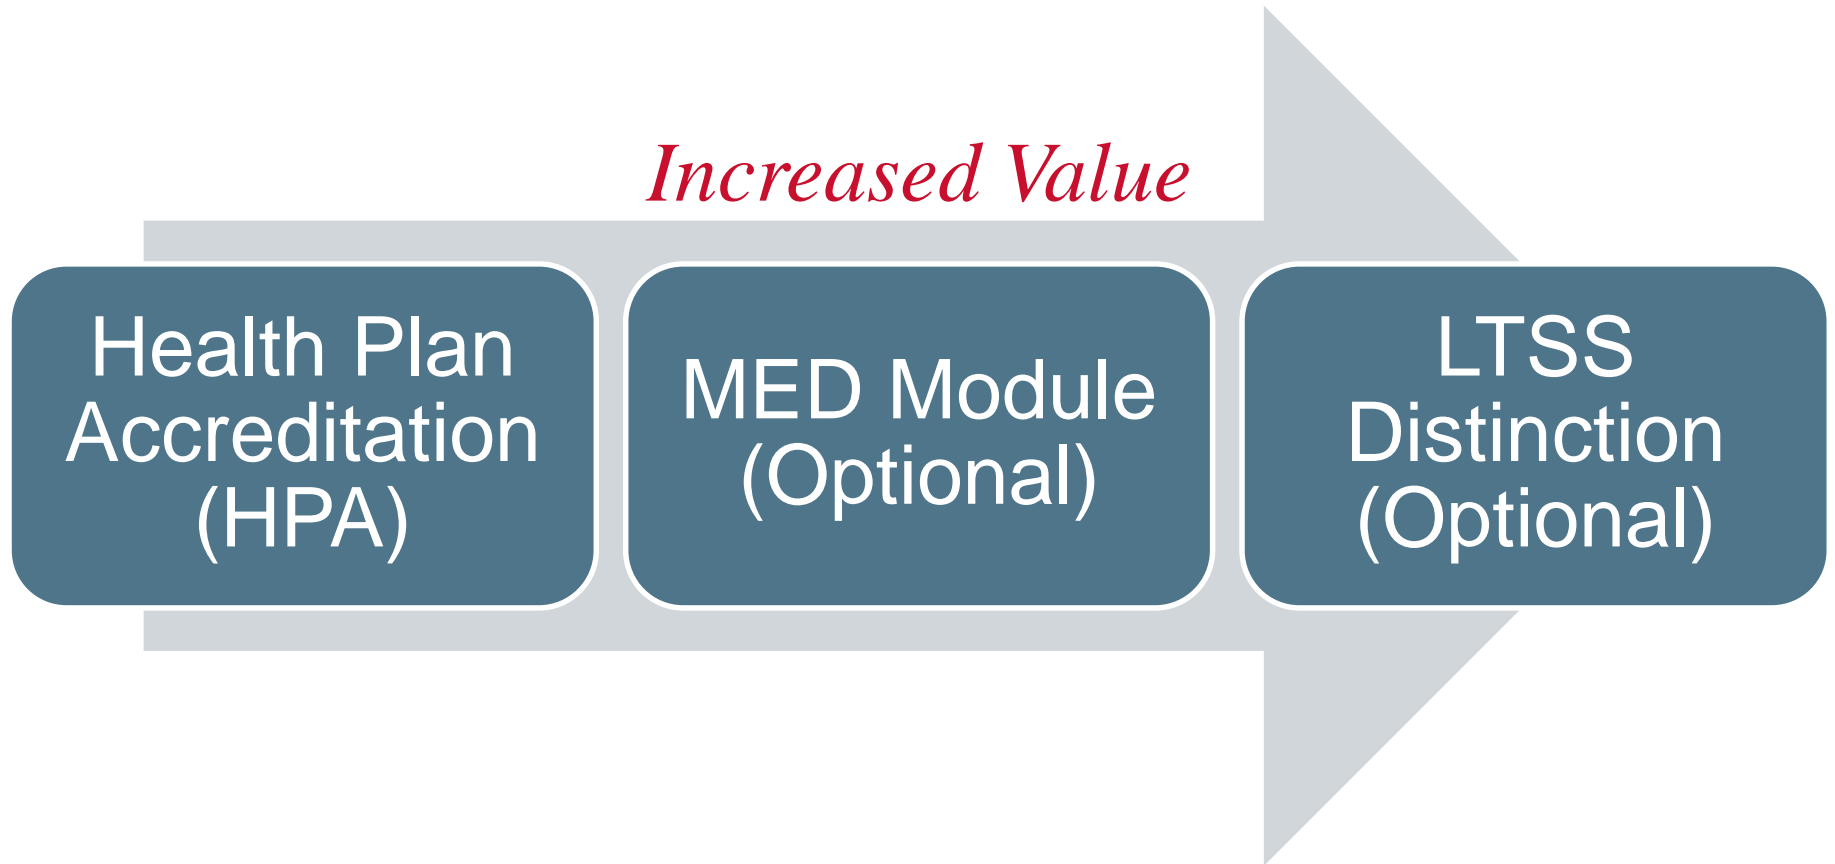 Increased Value
Health Plan
Accreditation
(HPA)
MED Module
(Optional)
LTSS
Distinction
(Optional)